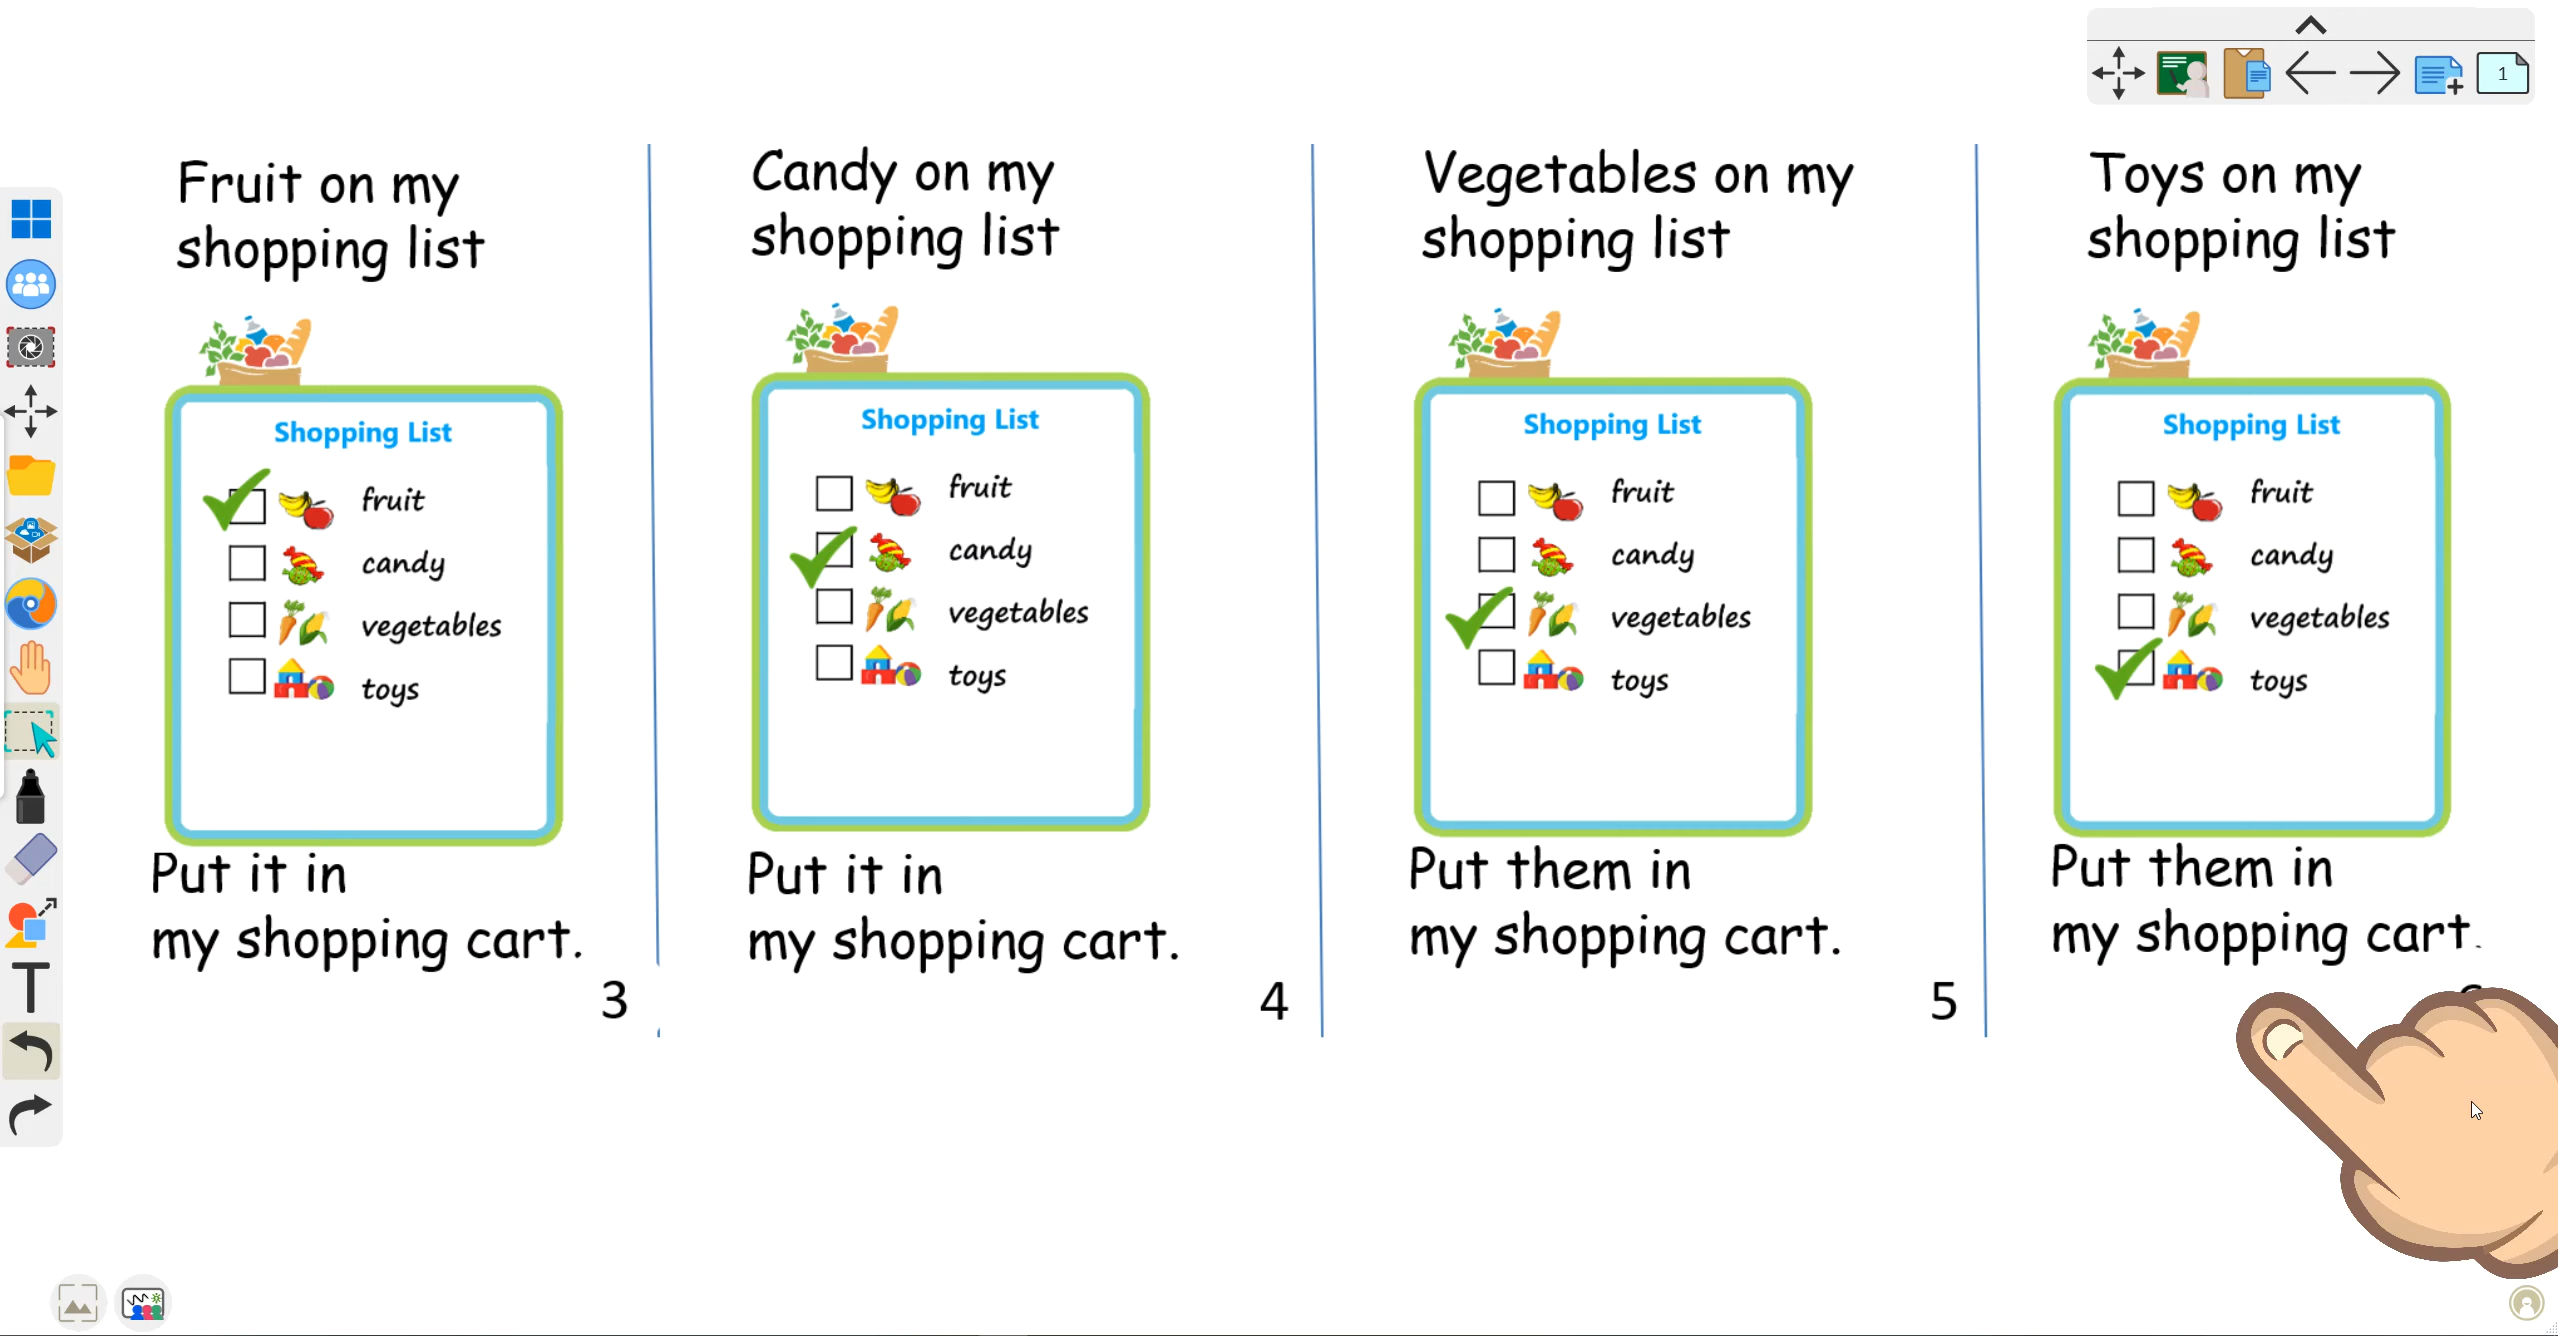 1
Fruit on my
shopping list
Shopping List
fruit
candy
vegetables
toys
Put it in
my shopping cart.
3
Candy on my
shopping list
Shopping List
fruit
candy
vegetables
toys
Put it in
my shopping cart.
4
Vegetables on my
shopping list
Shopping List
fruit
candy
vegetables
toys
Put them in
my shopping cart.
5
Toys on my
shopping list
Shopping List
fruit
candy
vegetables
toys
Put them in
my shopping cart.
T